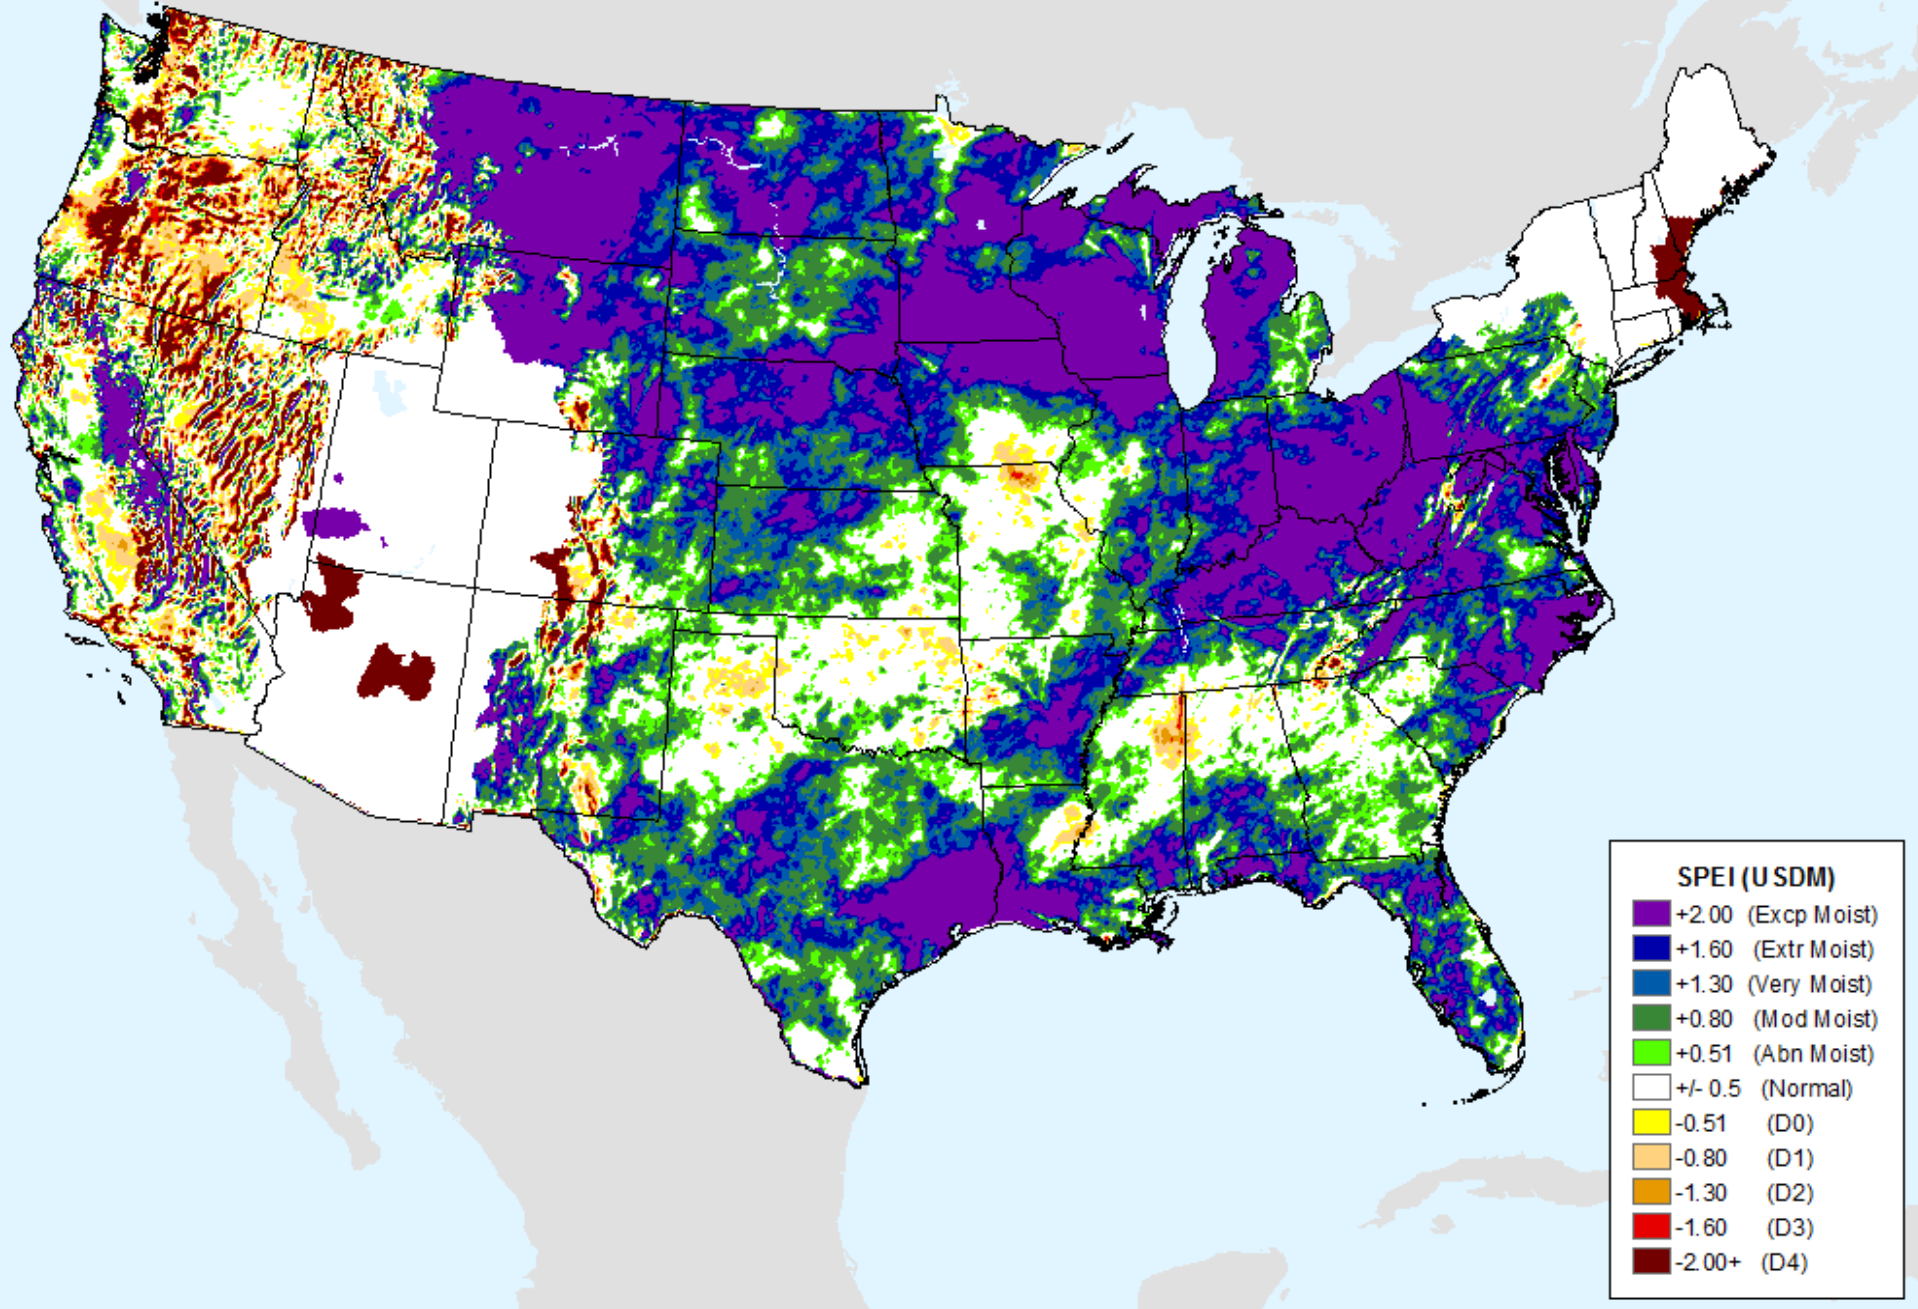 SPEI (USDM)
+2.00 (Excp Moist)
+1.60 (Extr Moist)
+1.30 (Very Moist)
+0.80 (Mod Moist)
+0.51 (Abn Moist)
+/- 0.5 (Normal)
-0.51 (D0)
-0.80 (D1)
-1.30 (D2)
-1.60 (D3)
-2.00+ (D4)